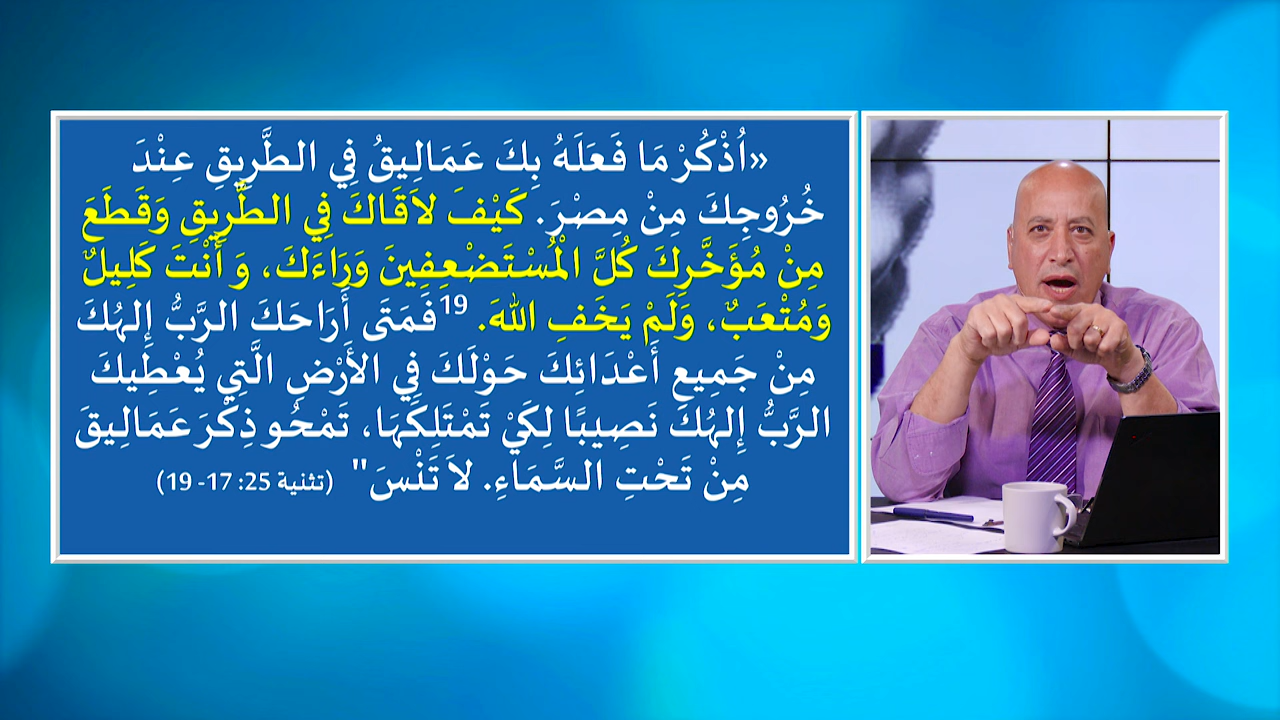 «اُذْكُرْ مَا فَعَلَهُ بِكَ عَمَالِيقُ فِي الطَّرِيقِ عِنْدَ
خُرُوجِكَ مِنْ مِصْرَ. كَيْفَ لاَقَاكَ فِي الطَّرِيقِ وَقَطَعَ
مِنْ مُؤَخَّرِكَ كُلَّ الْمُسْتَضْعِفِينَ وَرَاءَكَ، وَأَنْتَ كَلِيلٌ
وَمُتْعَبٌ، وَلَمْ يَخَفِ اللهَ. 19فَمَتَى أَرَاحَكَ الرَّبُّ إِلهُكَ
مِنْ جَمِيعِ أَعْدَائِكَ حَوْلَكَ فِي الأَرْضِ الَّتِي يُعْطِيكَ
الرَّبُّ إِلهُكَ نَصِيبًا لِكَيْ تَمْتَلِكَهَا، تَمْحُو ذِكْرَ عَمَالِيقَ
مِنْ تَحْتِ السَّمَاءِ. لاَ تَنْسَ" (تثنية 25: 17- 19)